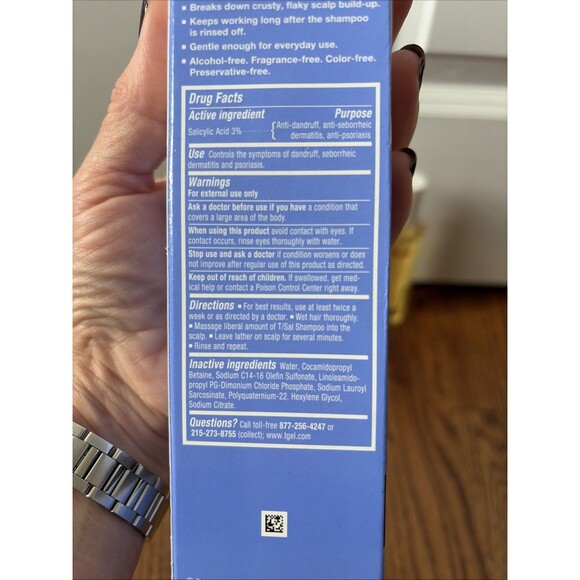 ▪ Breaks down crusty, flaky scalp build-up.
▪ Keeps working long after the shampoo
is rinsed off.
▪ Gentle enough for everyday use.
▪ Alcohol-free. Fragrance-free. Color-free.
Preservative-free.
Drug Facts
Active ingredient Purpose
Salicylic Acid 3% Anti-dandruff, anti-seborrheic
dermatitis, anti-psoriasis
Use Controls the symptoms of dandruff, seborrheic
dermatitis and psoriasis.
Warnings
For external use only
Ask a doctor before use if you have a condition that
covers a large area of the body.
When using this product avoid contact with eyes. If
contact occurs, rinse eyes thoroughly with water.
Stop use and ask a doctor if condition worsens or does
not improve after regular use of this product as directed.
Keep out of reach of children. If swallowed, get med-
ical help or contact a Poison Control Center right away.
Directions ▪ For best results, use at least twice a
week or as directed by a doctor. ▪ Wet hair thoroughly.
▪ Massage liberal amount of T/Sal Shampoo into the
scalp. ▪ Leave lather on scalp for several minutes.
▪ Rinse and repeat.
Inactive ingredients Water, Cocamidopropyl
Betaine, Sodium C14-16 Olefin Sulfonate, Linoleamido-
propyl PG-Dimonium Chloride Phosphate, Sodium Lauroyl
Sarcosinate, Polyquaternium-22, Hexylene Glycol,
Sodium Citrate.
Questions? Call toll-free 877-256-4247 or
215-273-8755 (collect); www.tgel.com